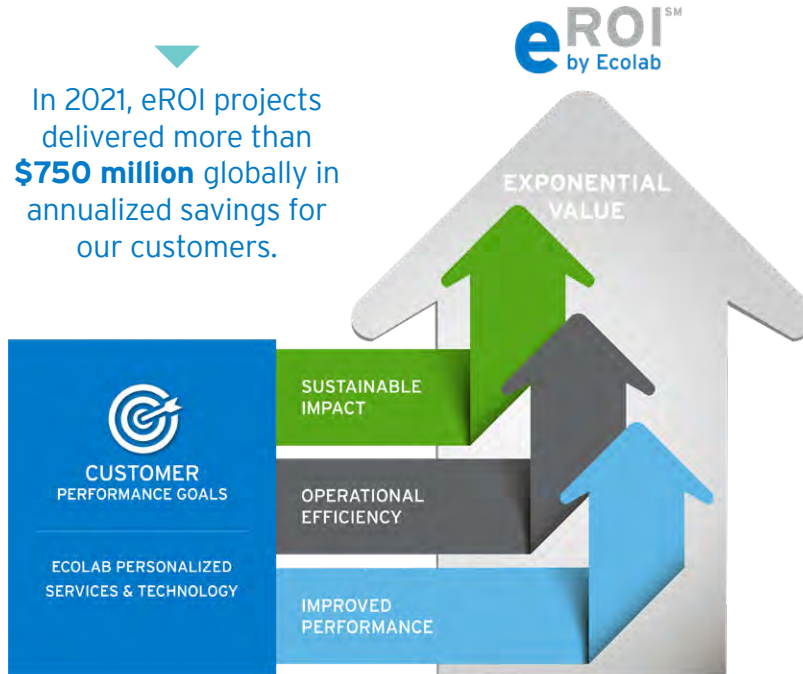 eROI℠
by Ecolab
In 2021, eROI projects
delivered more than
$750 million globally in
annualized savings for
our customers.
EXPONENTIAL
VALUE
CUSTOMER
PERFORMANCE GOALS
ECOLAB PERSONALIZED
SERVICES & TECHNOLOGY
SUSTAINABLE
IMPACT
OPERATIONAL
EFFICIENCY
IMPROVED
PERFORMANCE